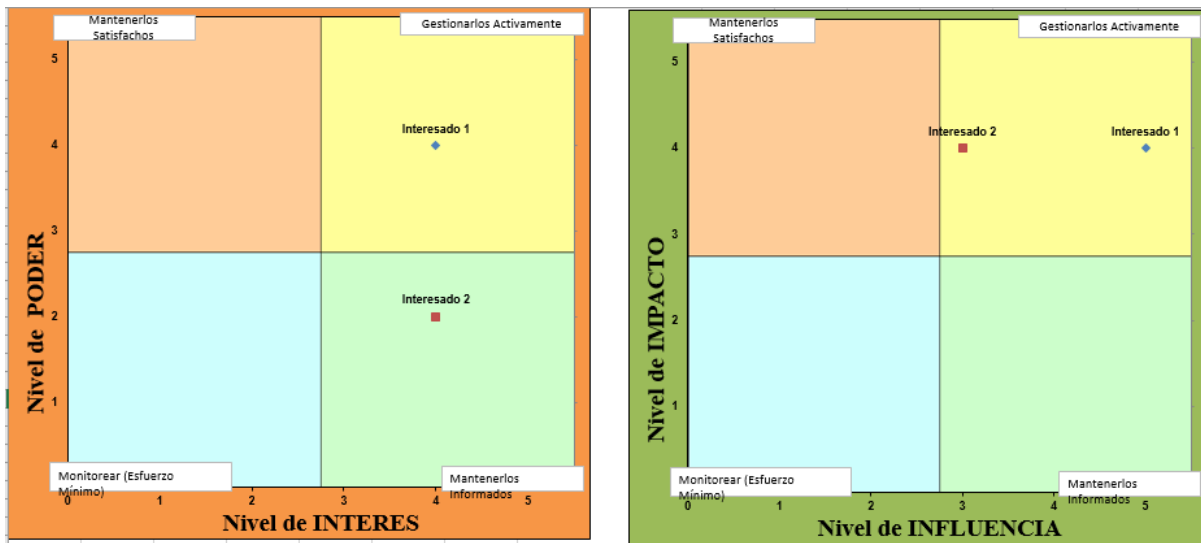 Mantenerlos
Satisfachos
Gestionarlos Activamente
5
Interesado 1
4
3
Nivel de PODER
Interesado 2
2
1
Monitorear (Esfuerzo
Mínimo)
Mantenerlos
Informados
0 1 2 3 4 5
Nivel de INTERES
Mantenerlos
Satisfachos
Gestionarlos Activamente
5
Interesado 2 Interesado 1
4
3
Nivel de IMPACTO
2
1
Monitorear (Esfuerzo
Mínimo)
Mantenerlos
Informados
0 1 2 3 4 5
Nivel de INFLUENCIA